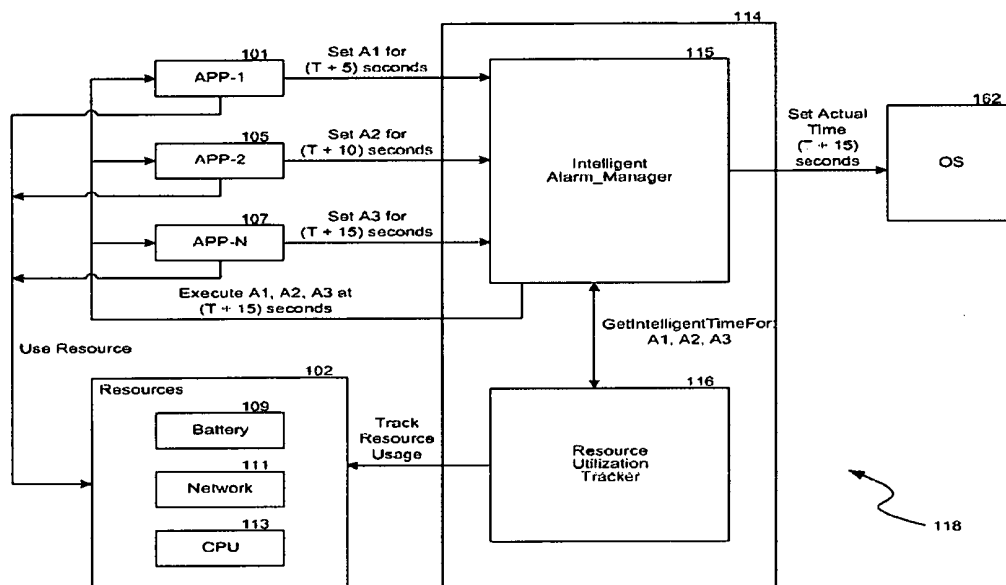 114
101
APP-1
Set A1 for
(T + 5) seconds
115
Intelligent
Alarm_Manager
Set Actual
Time
(T + 15)
seconds
162
OS
105
APP-2
Set A2 for
(T + 10) seconds
107
APP-N
Set A3 for
(T + 15) seconds
Execute A1, A2, A3 at
(T + 15) seconds
GetIntelligentTimeFor:
A1, A2, A3
Use Resource
102
Resources
109
Battery
111
Network
113
CPU
Track
Resource
Usage
116
Resource
Utilization
Tracker
118